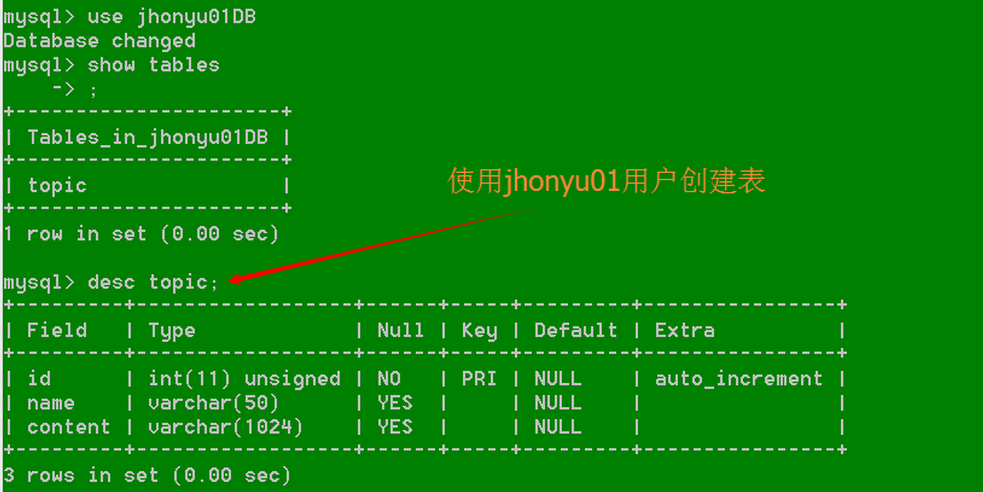 mysql> use jhonyu01DB
Database changed
mysql> show tables
    -> ;
+----------------------+
| Tables_in_jhonyu01DB |
+----------------------+
| topic                |
+----------------------+
1 row in set (0.00 sec)
使用jhonyu01用户创建表
mysql> desc topic;
+---------+------------------+------+-----+---------+----------------+
| Field   | Type             | Null | Key | Default | Extra          |
+---------+------------------+------+-----+---------+----------------+
| id      | int(11) unsigned | NO   | PRI | NULL    | auto_increment |
| name    | varchar(50)      | YES  |     | NULL    |                |
| content | varchar(1024)    | YES  |     | NULL    |                |
+---------+------------------+------+-----+---------+----------------+
3 rows in set (0.00 sec)